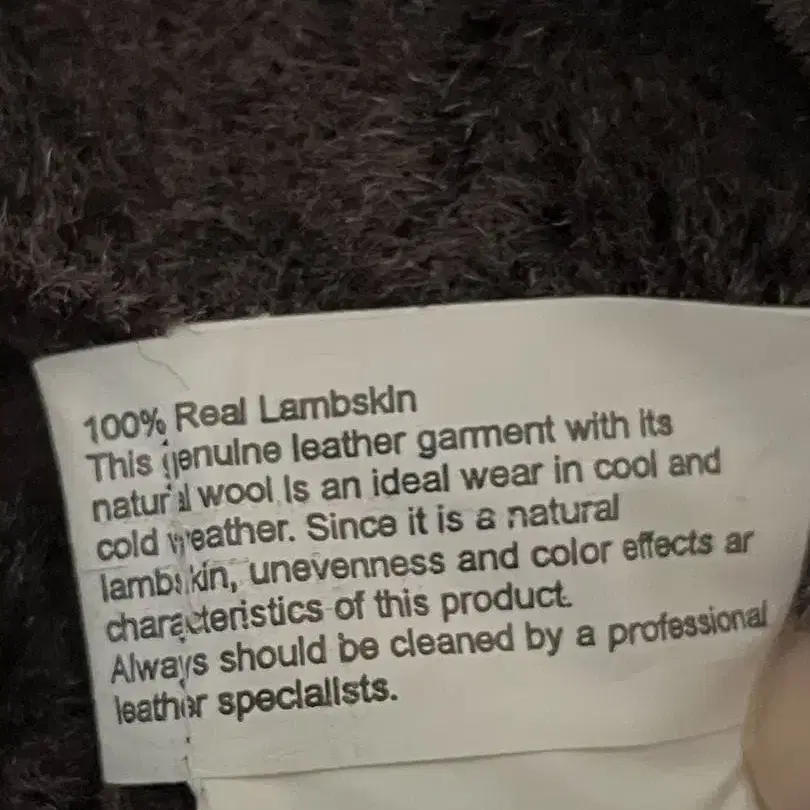 100% Real Lambskin
This genuine leather garment with its
natural wool is an ideal wear in cool and
cold weather. Since it is a natural
lambskin, unevenness and color effects ar
characteristics of this product.
Always should be cleaned by a professional
leather specialists.